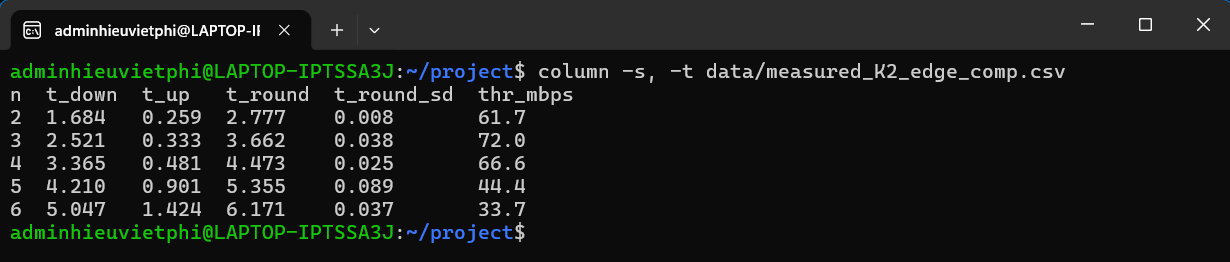 adminhieuvietphi@LAPTOP-IF
adminhieuvietphi@LAPTOP-IPTSSA3J:~/project$ column -s, -t data/measured_K2_edge_comp.csv
n  t_down  t_up   t_round  t_round_sd  thr_mbps
2  1.684   0.259  2.777    0.008       61.7
3  2.521   0.333  3.662    0.038       72.0
4  3.365   0.481  4.473    0.025       66.6
5  4.210   0.901  5.355    0.089       44.4
6  5.047   1.424  6.171    0.037       33.7
adminhieuvietphi@LAPTOP-IPTSSA3J:~/project$